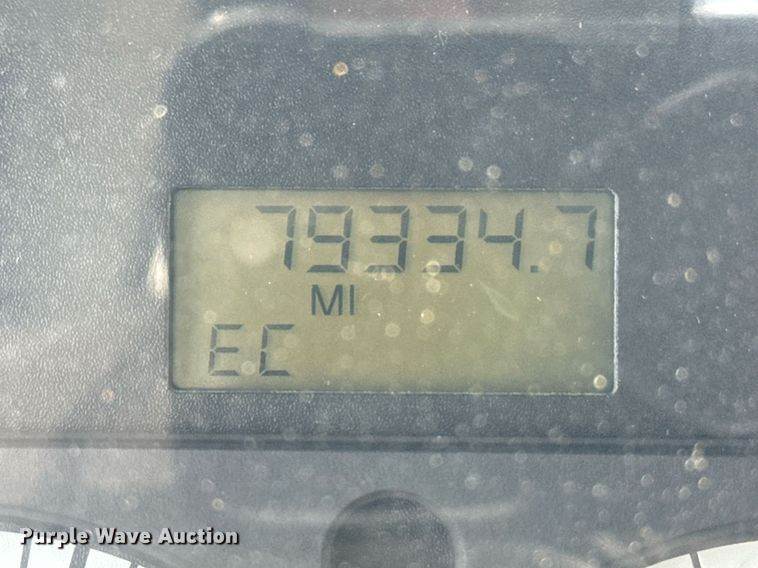 79334.7
MI
EC
Purple Wave Auction